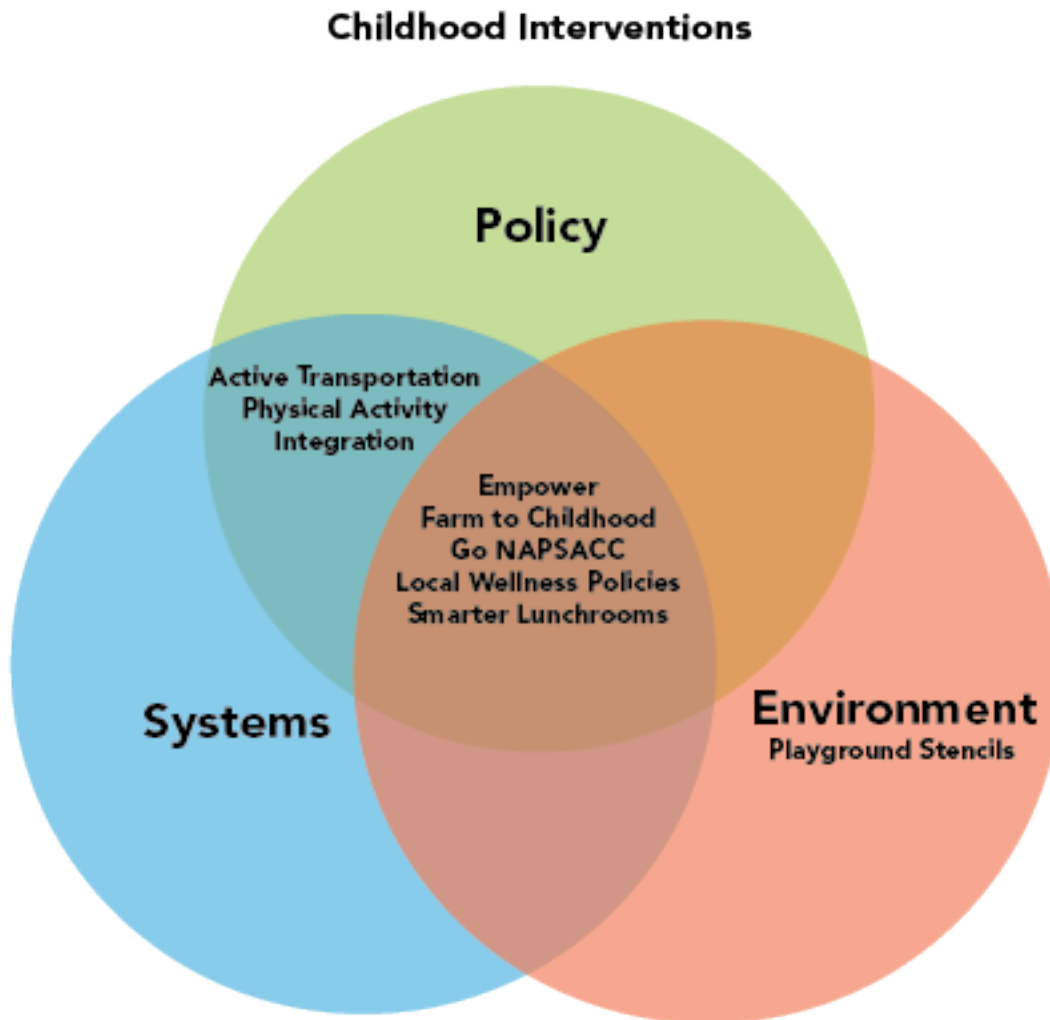 Childhood Interventions
Policy
Active Transportation
Physical Activity
Integration
Empower
Farm to Childhood
Go NAPSACC
Local Wellness Policies
Smarter Lunchrooms
Systems
Environment
Playground Stencils